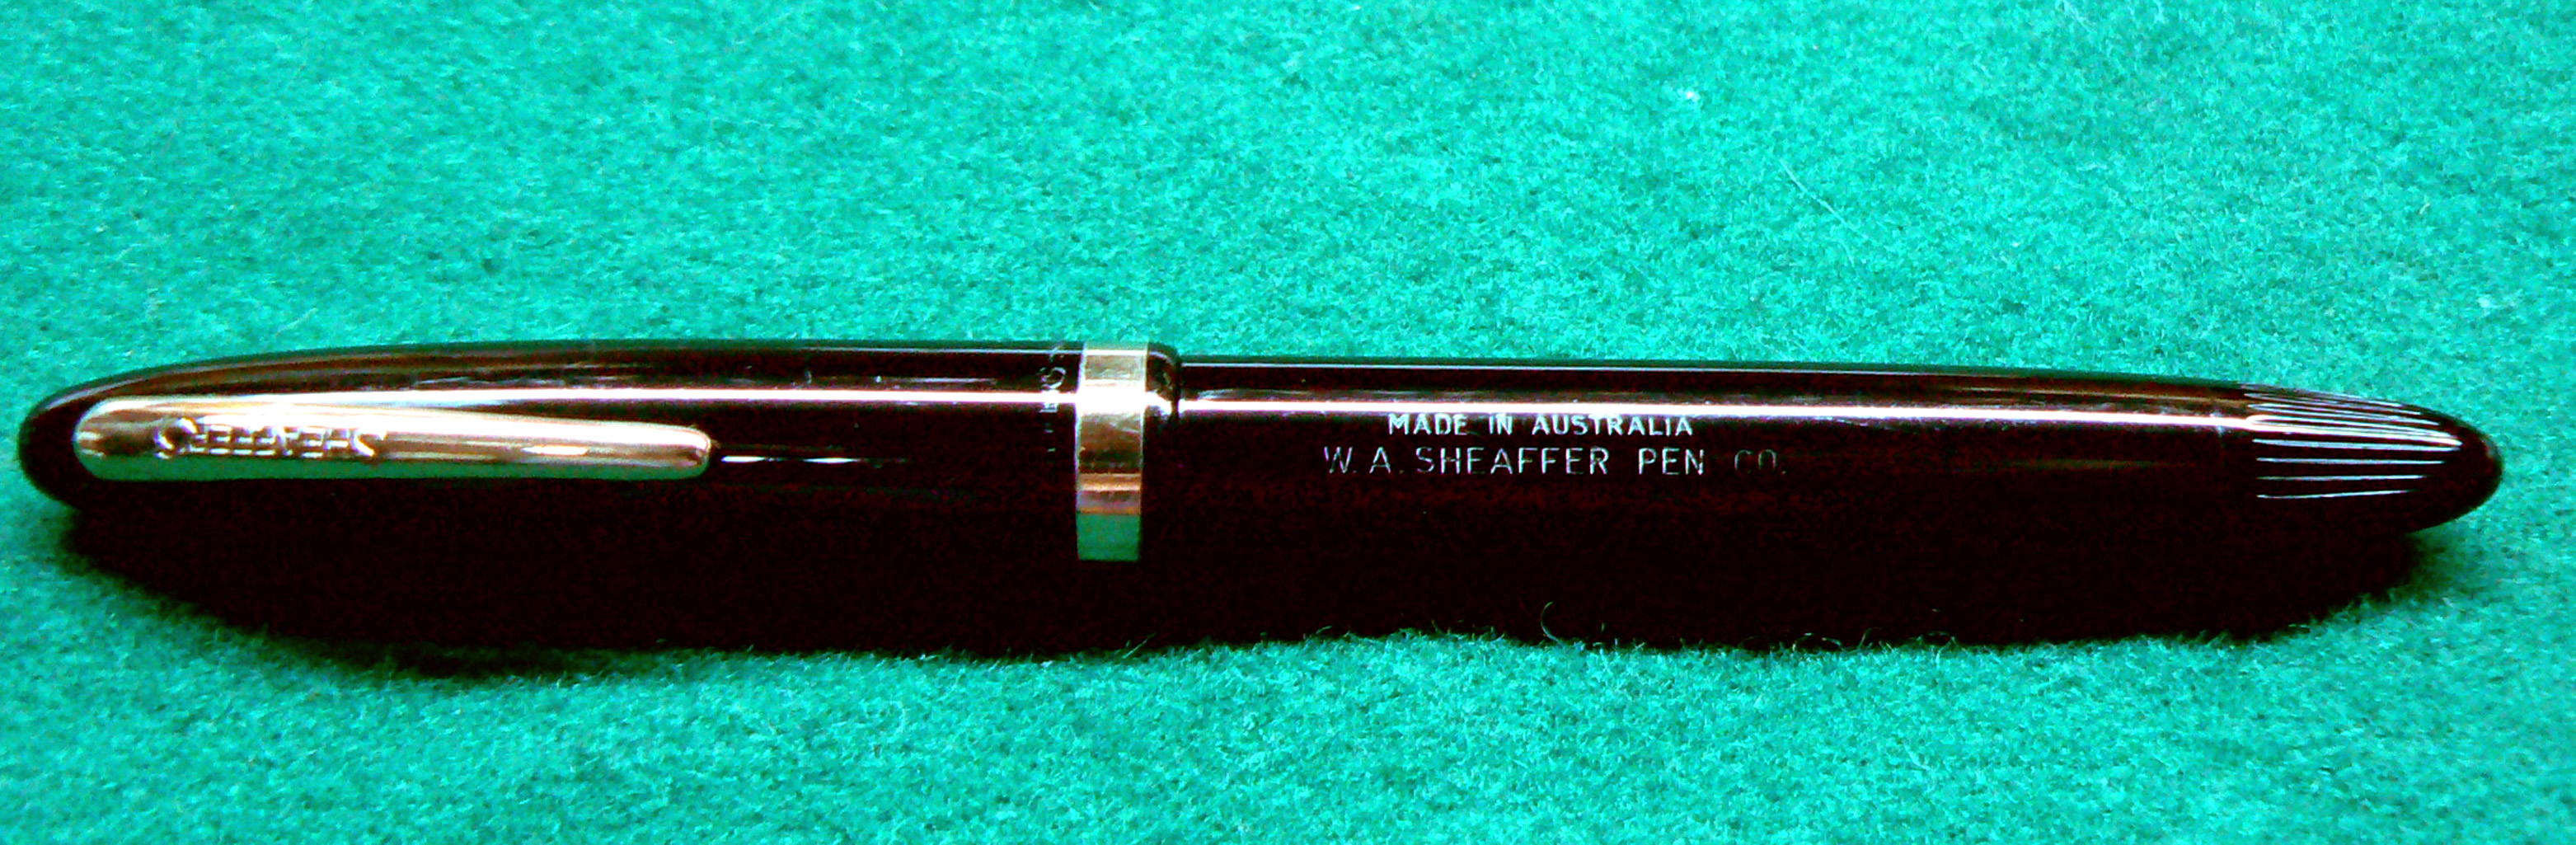 SHEAFFER'S
MADE IN AUSTRALIA
W. A. SHEAFFER PEN CO.